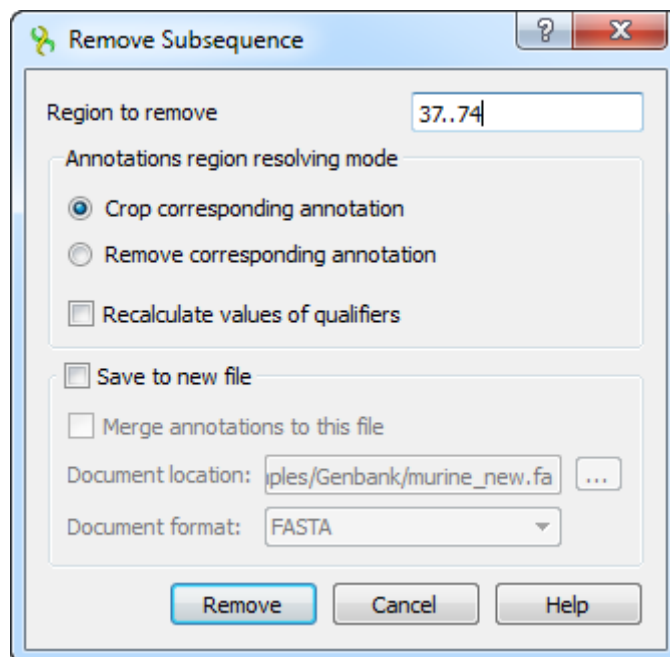 Remove Subsequence
Region to remove 37..74
Annotations region resolving mode
Crop corresponding annotation
Remove corresponding annotation
Recalculate values of qualifiers
Save to new file
Merge annotations to this file
Document location: ples/Genbank/murine_new.fa ...
Document format: FASTA
Remove Cancel Help